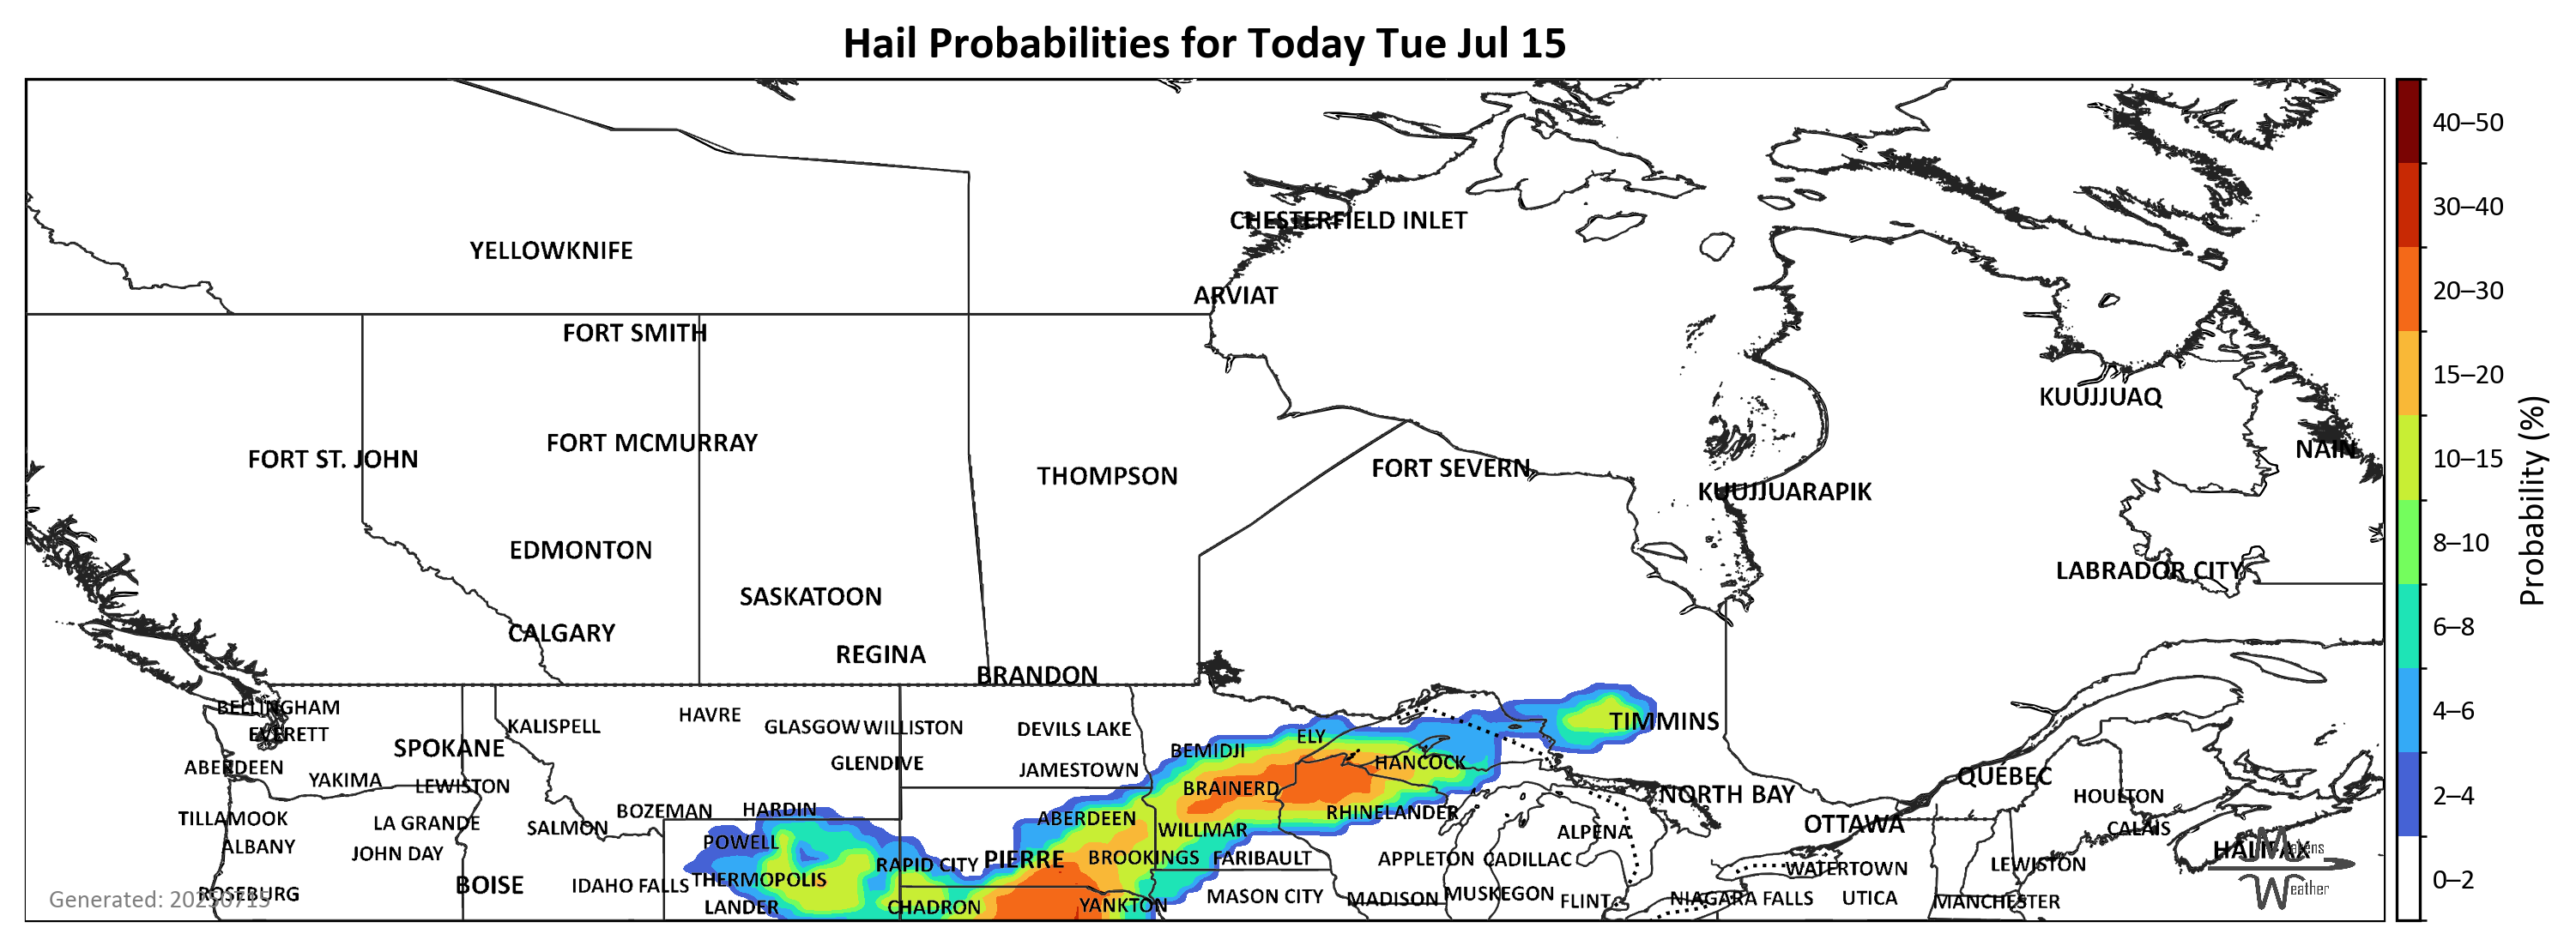 Hail Probabilities for Today Tue Jul 15
40–50
30–40
CHESTERFIELD INLET
20–30
YELLOWKNIFE
ARVIAT
FORT SMITH
15–20
KUUJJUAQ
10–15
FORT MCMURRAY
NAIN
FORT ST. JOHN
FORT SEVERN
THOMPSON
KUUJJUARAPIK
Probability (%)
8–10
EDMONTON
LABRADOR CITY
SASKATOON
6–8
CALGARY
REGINA
BRANDON
4–6
BELLINGHAM
HAVRE
KALISPELL
GLASGOW
WILLISTON
DEVILS LAKE
TIMMINS
EVERETT
ELY
SPOKANE
BEMIDJI
GLENDIVE
HANCOCK
ABERDEEN
JAMESTOWN
QUÉBEC
YAKIMA
LEWISTON
BRAINERD
NORTH BAY
HOULTON
2–4
BOZEMAN
HARDIN
RHINELANDER
TILLAMOOK
LA GRANDE
SALMON
ABERDEEN
WILLMAR
ALPENA
OTTAWA
CALAIS
ALBANY
JOHN DAY
POWELL
HALIFAX
RAPID CITY
PIERRE
BROOKINGS
FARIBAULT
APPLETON
CADILLAC
WATERTOWN
LEWISTON
BOISE
IDAHO FALLS
THERMOPOLIS
0–2
Generated: 20250715
ROSEBURG
LANDER
CHADRON
YANKTON
MASON CITY
MADISON
MUSKEGON
FLINT
NIAGARA FALLS
UTICA
MANCHESTER
Weather